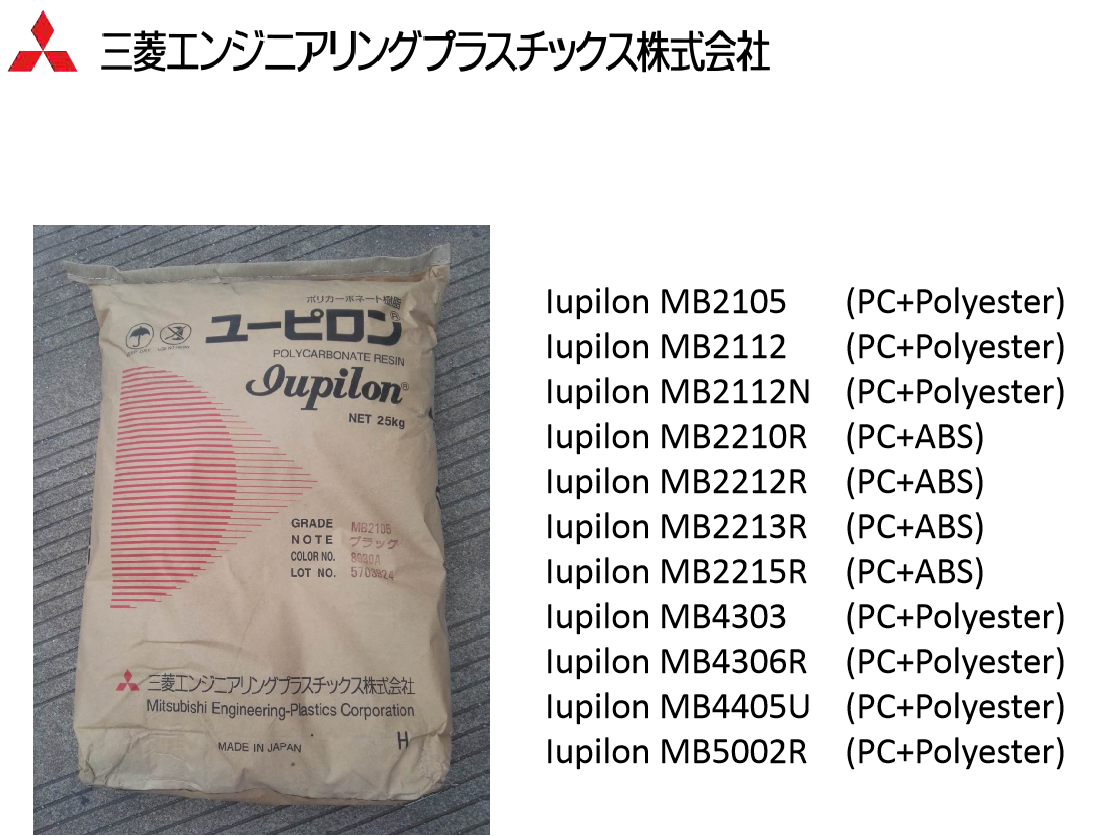 三菱エンジニアリングプラスチックス株式会社
ポリカーボネート樹脂
ユーピロン®
POLYCARBONATE RESIN
Iupilon®
NET 25kg
GRADE MB2105
NOTE ブラック
COLOR NO. 8930A
LOT NO. 5703824
三菱エンジニアリングプラスチックス株式会社
Mitsubishi Engineering-Plastics Corporation
MADE IN JAPAN
H
Iupilon MB2105 (PC+Polyester)
Iupilon MB2112 (PC+Polyester)
Iupilon MB2112N (PC+Polyester)
Iupilon MB2210R (PC+ABS)
Iupilon MB2212R (PC+ABS)
Iupilon MB2213R (PC+ABS)
Iupilon MB2215R (PC+ABS)
Iupilon MB4303 (PC+Polyester)
Iupilon MB4306R (PC+Polyester)
Iupilon MB4405U (PC+Polyester)
Iupilon MB5002R (PC+Polyester)